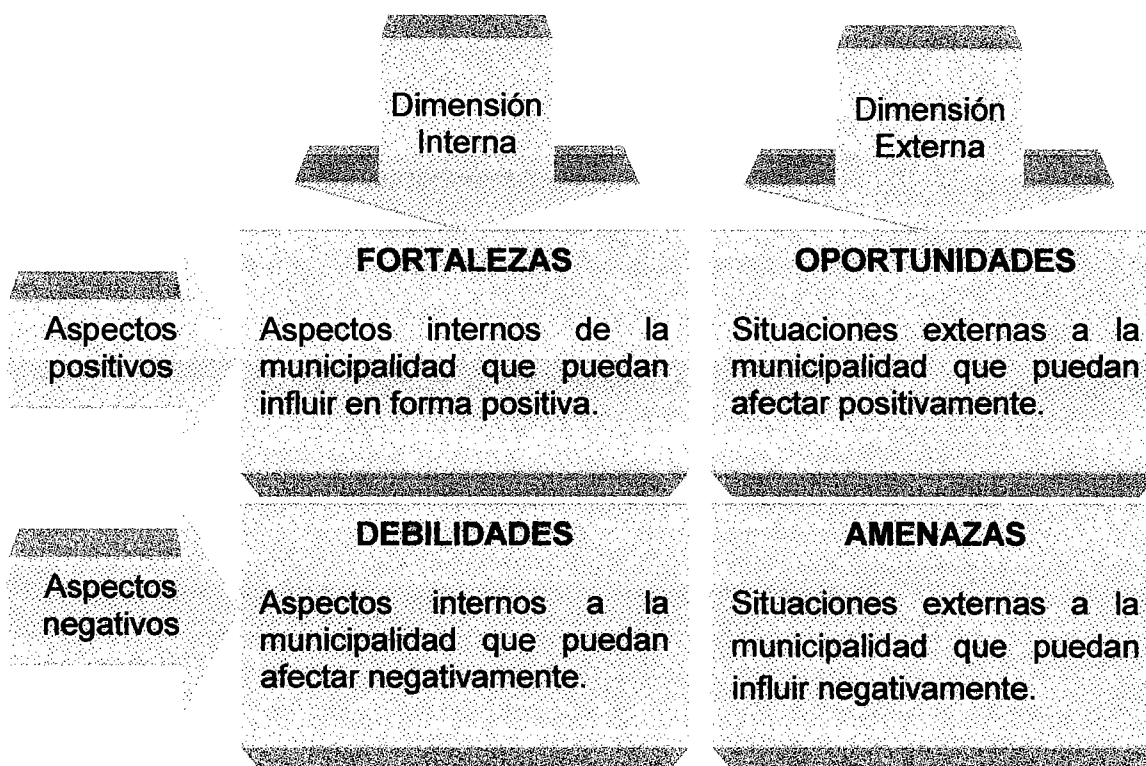 Dimensión
Interna
Dimensión
Externa
Aspectos
positivos
FORTALEZAS
Aspectos internos de la
municipalidad que puedan
influir en forma positiva.
OPORTUNIDADES
Situaciones externas a la
municipalidad que puedan
afectar positivamente.
Aspectos
negativos
DEBILIDADES
Aspectos internos a la
municipalidad que puedan
afectar negativamente.
AMENAZAS
Situaciones externas a la
municipalidad que puedan
influir negativamente.